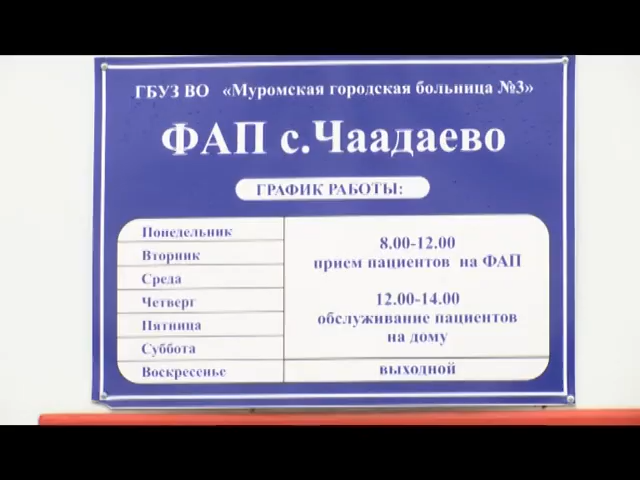 ГБУЗ ВО «Муромская городская больница №3»
ФАП с.Чаадаево
ГРАФИК РАБОТЫ:
Понедельник
Вторник
Среда
Четверг
Пятница
Суббота
Воскресенье
8.00-12.00
прием пациентов на ФАП
12.00-14.00
обслуживание пациентов
на дому
выходной